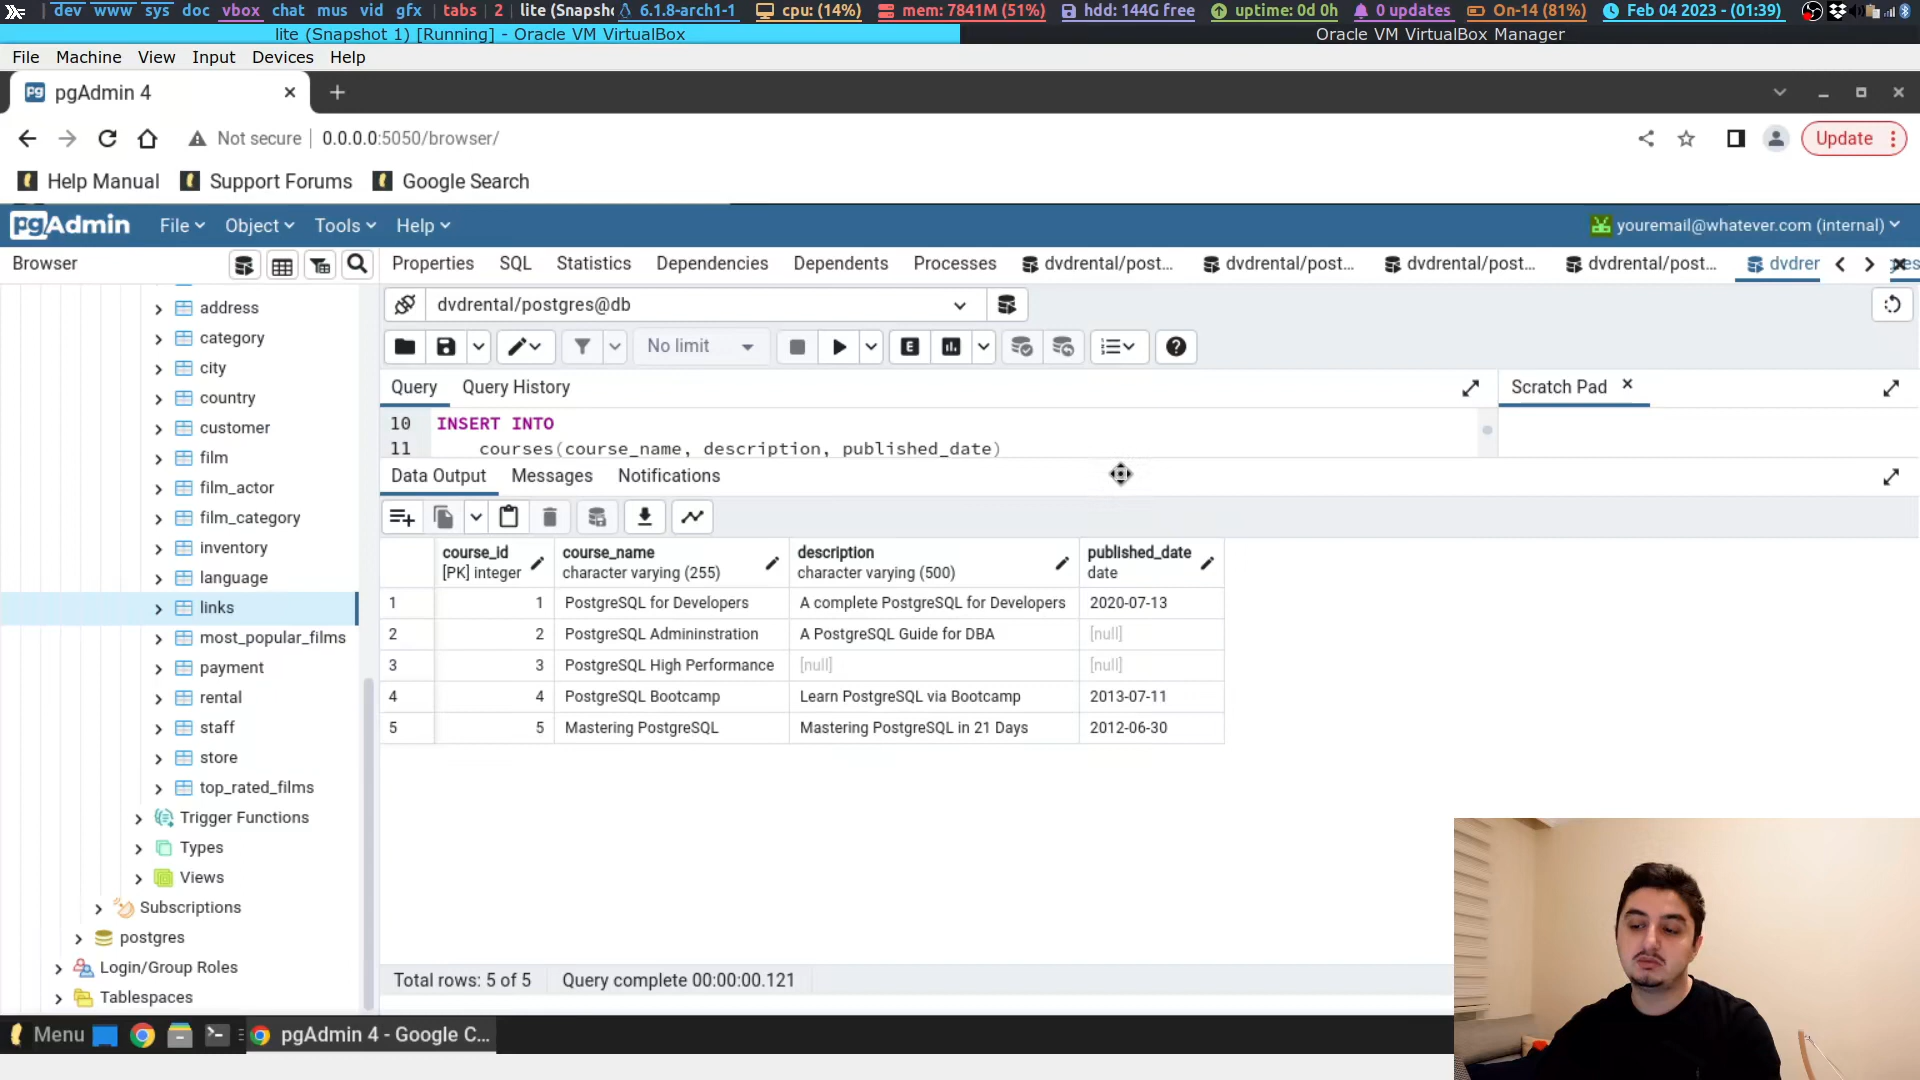 dev www sys doc vbox chat mus vid gfx tabs 2 lite (Snapsh 6.1.8-arch1-1 cpu: (14%) mem: 7841M (51%) hdd: 144G free uptime: 0d 0h 0 updates On-14 (81%) Feb 04 2023 - (01:39)
lite (Snapshot 1) [Running] - Oracle VM VirtualBox Oracle VM VirtualBox Manager
File Machine View Input Devices Help
pgAdmin 4
Not secure 0.0.0.0:5050/browser/ Update
Help Manual Support Forums Google Search
pgAdmin File Object Tools Help youremail@whatever.com (internal)
Browser Properties SQL Statistics Dependencies Dependents Processes dvdrental/post... dvdrental/post... dvdrental/post... dvdrental/post... dvdrer
dvdrental/postgres@db
No limit
Query Query History Scratch Pad
10 INSERT INTO
11 courses(course_name, description, published_date)
Data Output Messages Notifications
course_id course_name description published_date
[PK] integer character varying (255) character varying (500) date
1 1 PostgreSQL for Developers A complete PostgreSQL for Developers 2020-07-13
2 2 PostgreSQL Admininstration A PostgreSQL Guide for DBA [null]
3 3 PostgreSQL High Performance [null] [null]
4 4 PostgreSQL Bootcamp Learn PostgreSQL via Bootcamp 2013-07-11
5 5 Mastering PostgreSQL Mastering PostgreSQL in 21 Days 2012-06-30
Total rows: 5 of 5 Query complete 00:00:00.121
address
category
city
country
customer
film
film_actor
film_category
inventory
language
links
most_popular_films
payment
rental
staff
store
top_rated_films
Trigger Functions
Types
Views
Subscriptions
postgres
Login/Group Roles
Tablespaces
Menu pgAdmin 4 - Google C...